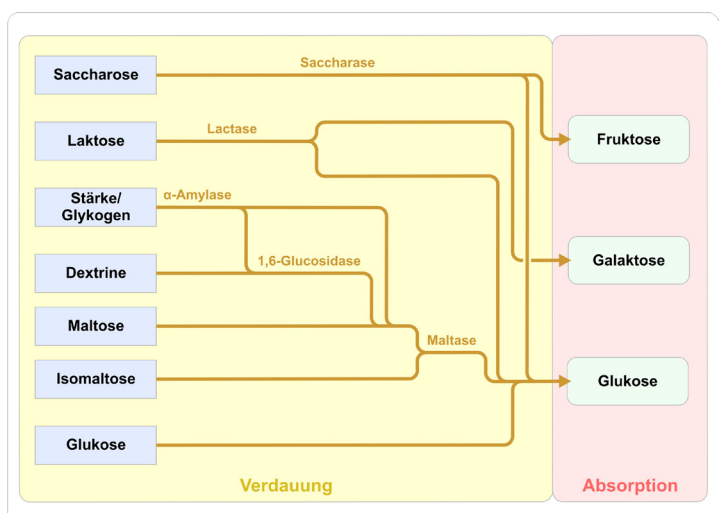 Saccharose
Saccharase
Laktose
Lactase
Fruktose
Stärke/
Glykogen
α-Amylase
Dextrine
1,6-Glucosidase
Galaktose
Maltose
Maltase
Isomaltose
Glukose
Glukose
Verdauung
Absorption